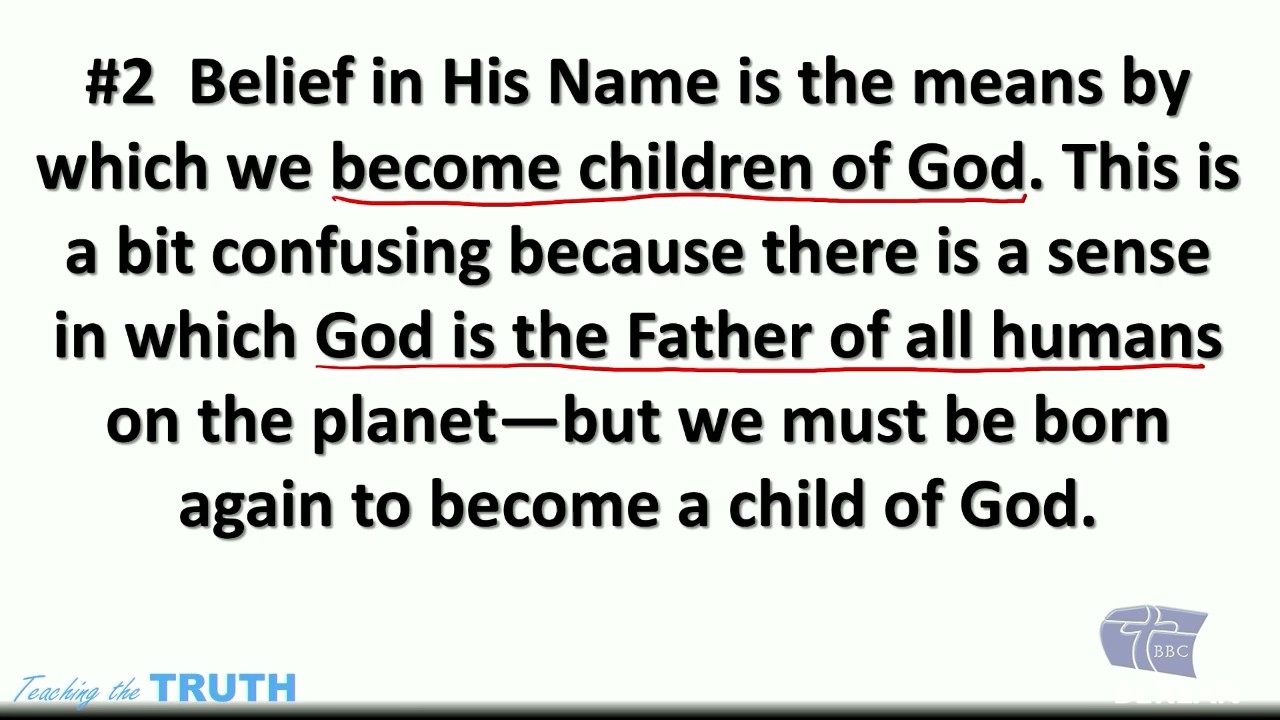 #2 Belief in His Name is the means by
which we become children of God. This is
a bit confusing because there is a sense
in which God is the Father of all humans
on the planet—but we must be born
again to become a child of God.
BBC
Teaching the TRUTH